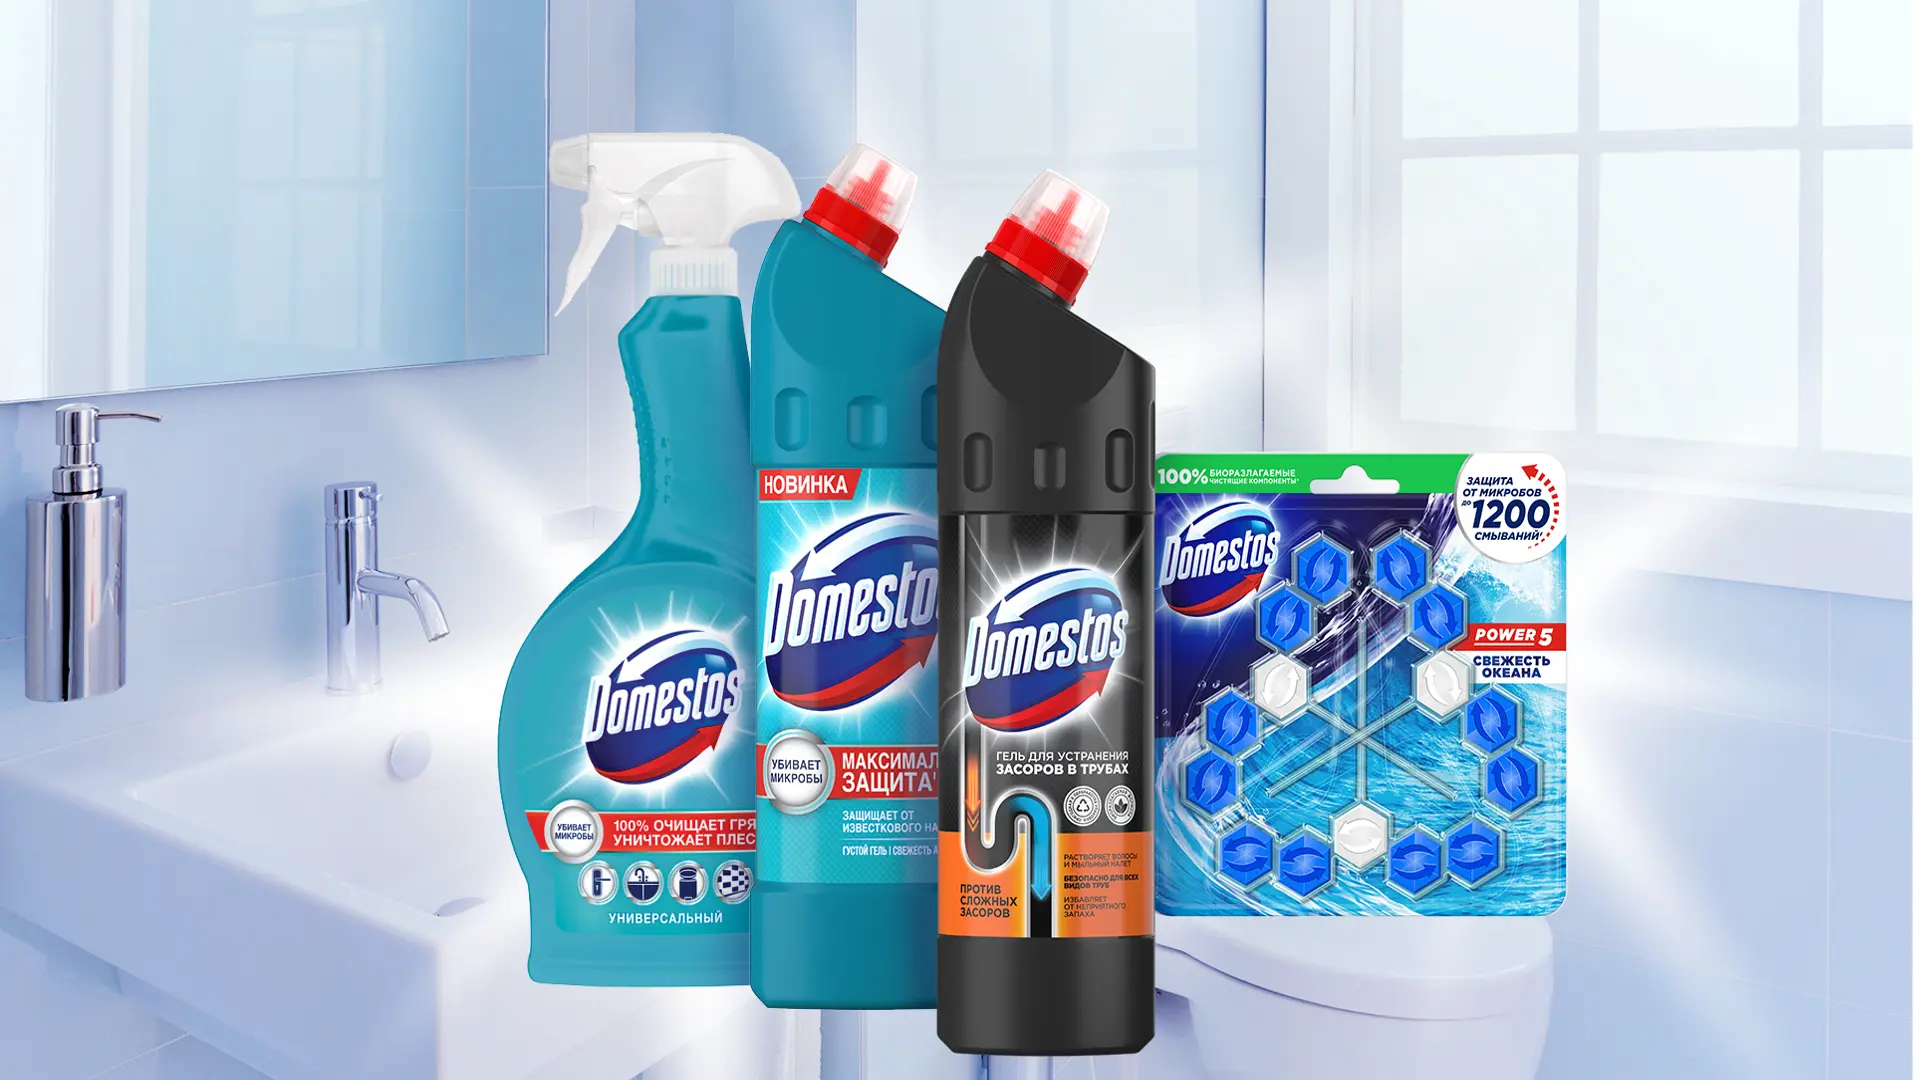 Domestos
УБИВАЕТ
МИКРОБЫ
100% ОЧИЩАЕТ ГРЯ
УНИЧТОЖАЕТ ПЛЕС
УНИВЕРСАЛЬНЫЙ
НОВИНКА
Domesto
УБИВАЕТ
МИКРОБЫ
МАКСИМАЛ
ЗАЩИТА
ЗАЩИЩАЕТ ОТ
ИЗВЕСТКОВОГО НА
ГУСТОЙ ГЕЛЬ | СВЕЖЕСТЬ А
Domestos
ГЕЛЬ ДЛЯ УСТРАНЕНИЯ
ЗАСОРОВ В ТРУБАХ
ПРОТИВ
СЛОЖНЫХ
ЗАСОРОВ
РАСТВОРЯЕТ ВОЛОСЫ
И МЫЛЬНЫЙ НАЛЕТ
БЕЗОПАСНО ДЛЯ ВСЕХ
ВИДОВ ТРУБ
ИЗБАВЛЯЕТ
ОТ НЕПРИЯТНОГО
ЗАПАХА
100% БИОРАЗЛАГАЕМЫЕ
ЧИСТЯЩИЕ КОМПОНЕНТЫ*
ЗАЩИТА
ОТ МИКРОБОВ
ДО 1200
СМЫВАНИЙ
Domestos
POWER 5
СВЕЖЕСТЬ
ОКЕАНА